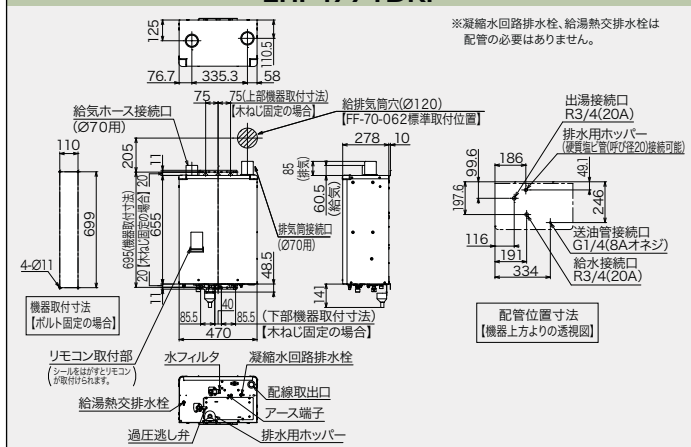 ※凝縮水回路排水栓、給湯熱交排水栓は
配管の必要はありません。
125
110.5
76.7
335.3
58
75
75(上部機器取付寸法)
【木ねじ固定の場合】
給気ホース接続口
(Ø70用)
給排気筒穴(Ø120)
【FF-70-062標準取付位置】
110
205
11
699
695(機器取付寸法)
20【木ねじ固定の場合】20
655
11
4-Ø11
機器取付寸法
【ボルト固定の場合】
排気筒接続口
(Ø70用)
48.5
40
85.5
85.5
(下部機器取付寸法)
【木ねじ固定の場合】
470
リモコン取付部
(シールをはがすとリモコン
が取付けられます。)
278
10
85
(排気)
60.5
(給気)
141
出湯接続口
R3/4(20A)
排水用ホッパー
(硬質塩ビ管(呼び径20)接続可能)
186
99.6
197.6
49.1
246
116
191
334
送油管接続口
G1/4(8Aオネジ)
給水接続口
R3/4(20A)
配管位置寸法
【機器上方よりの透視図】
水フィルタ
凝縮水回路排水栓
配線取出口
アース端子
給湯熱交排水栓
過圧逃し弁
排水用ホッパー